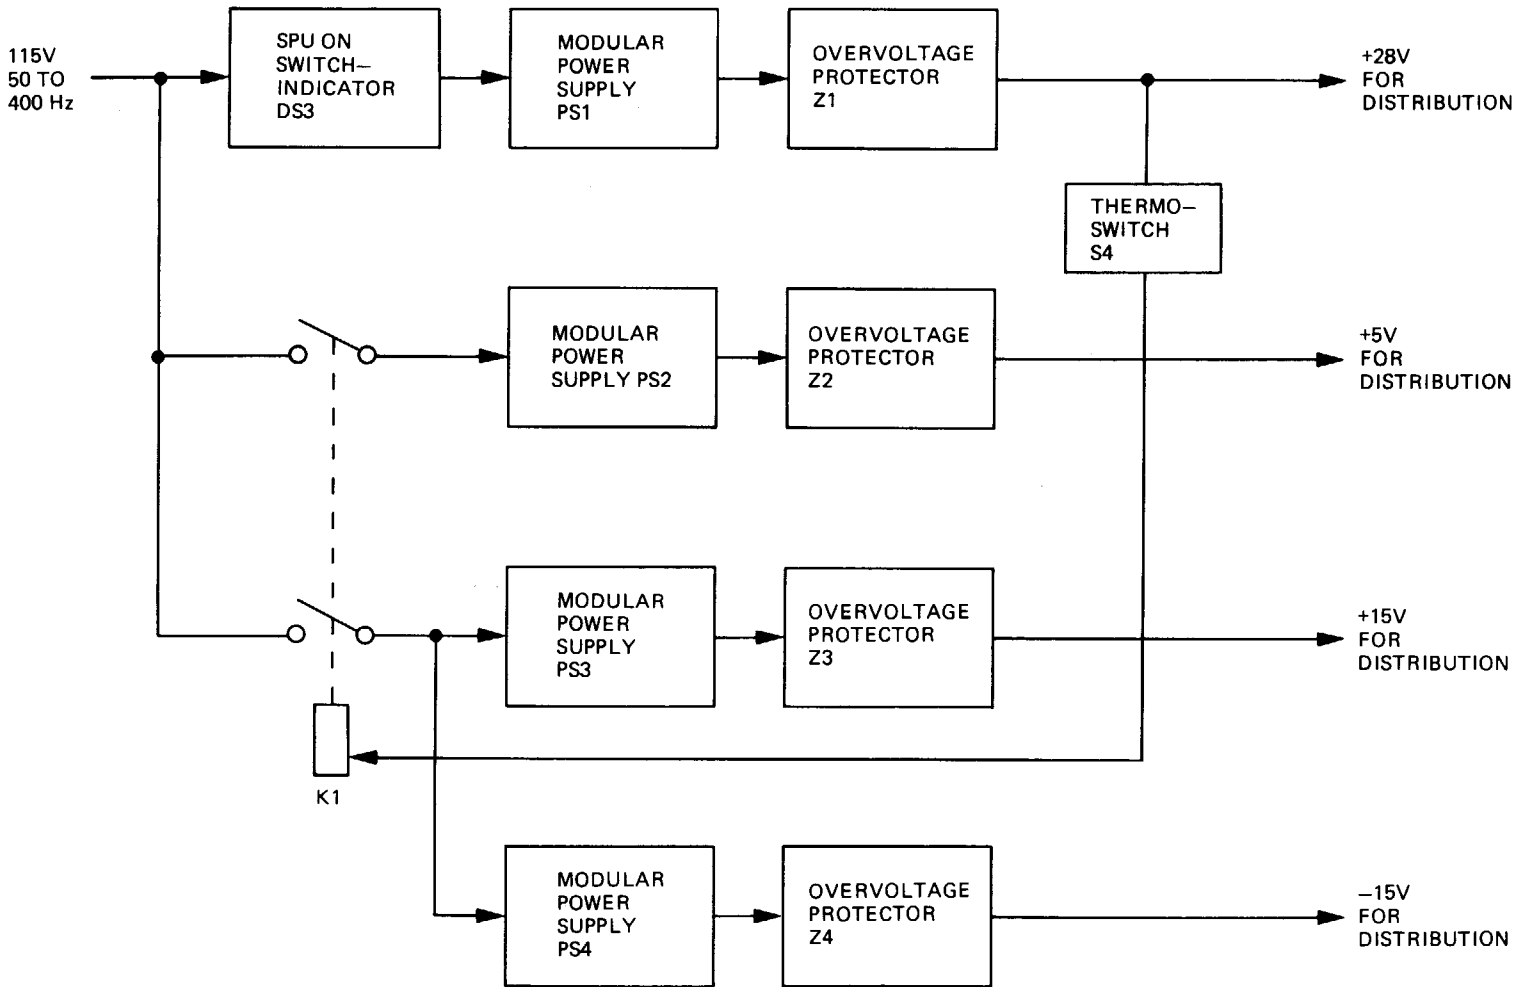 115V
50 TO
400 Hz
SPU ON
SWITCH—
INDICATOR
DS3
MODULAR
POWER
SUPPLY
PS1
OVERVOLTAGE
PROTECTOR
Z1
+28V
FOR
DISTRIBUTION
THERMO—
SWITCH
S4
MODULAR
POWER
SUPPLY PS2
OVERVOLTAGE
PROTECTOR
Z2
+5V
FOR
DISTRIBUTION
MODULAR
POWER
SUPPLY
PS3
OVERVOLTAGE
PROTECTOR
Z3
+15V
FOR
DISTRIBUTION
K1
MODULAR
POWER
SUPPLY
PS4
OVERVOLTAGE
PROTECTOR
Z4
—15V
FOR
DISTRIBUTION